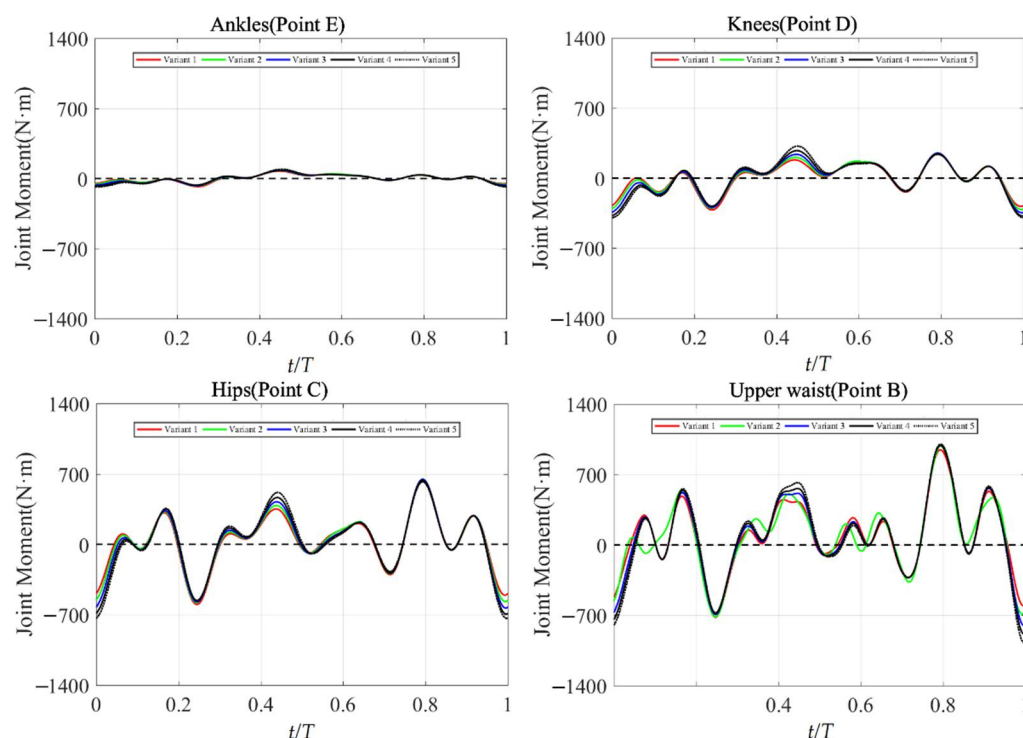 Ankles(Point E)
Joint Moment(N·m)
1400
700
0
−700
−1400
Variant 1 Variant 2 Variant 3 Variant 4 Variant 5
0 0.2 0.4 0.6 0.8 1
t/T
Knees(Point D)
Joint Moment(N·m)
1400
700
0
−700
−1400
Variant 1 Variant 2 Variant 3 Variant 4 Variant 5
0 0.2 0.4 0.6 0.8 1
t/T
Hips(Point C)
Joint Moment(N·m)
1400
700
0
−700
−1400
Variant 1 Variant 2 Variant 3 Variant 4 Variant 5
0 0.2 0.4 0.6 0.8 1
t/T
Upper waist(Point B)
Joint Moment(N·m)
1400
700
0
−700
−1400
Variant 1 Variant 2 Variant 3 Variant 4 Variant 5
0.4 0.6 0.8 1
t/T